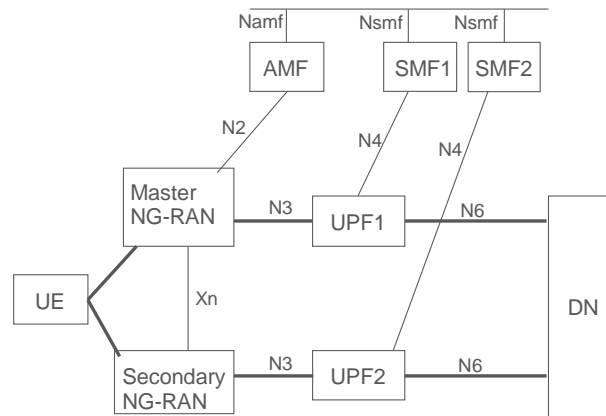 Namf
Nsmf
Nsmf
AMF
SMF1
SMF2
N2
N4
N4
Master
NG-RAN
N3
UPF1
N6
UE
Xn
DN
Secondary
NG-RAN
N3
UPF2
N6